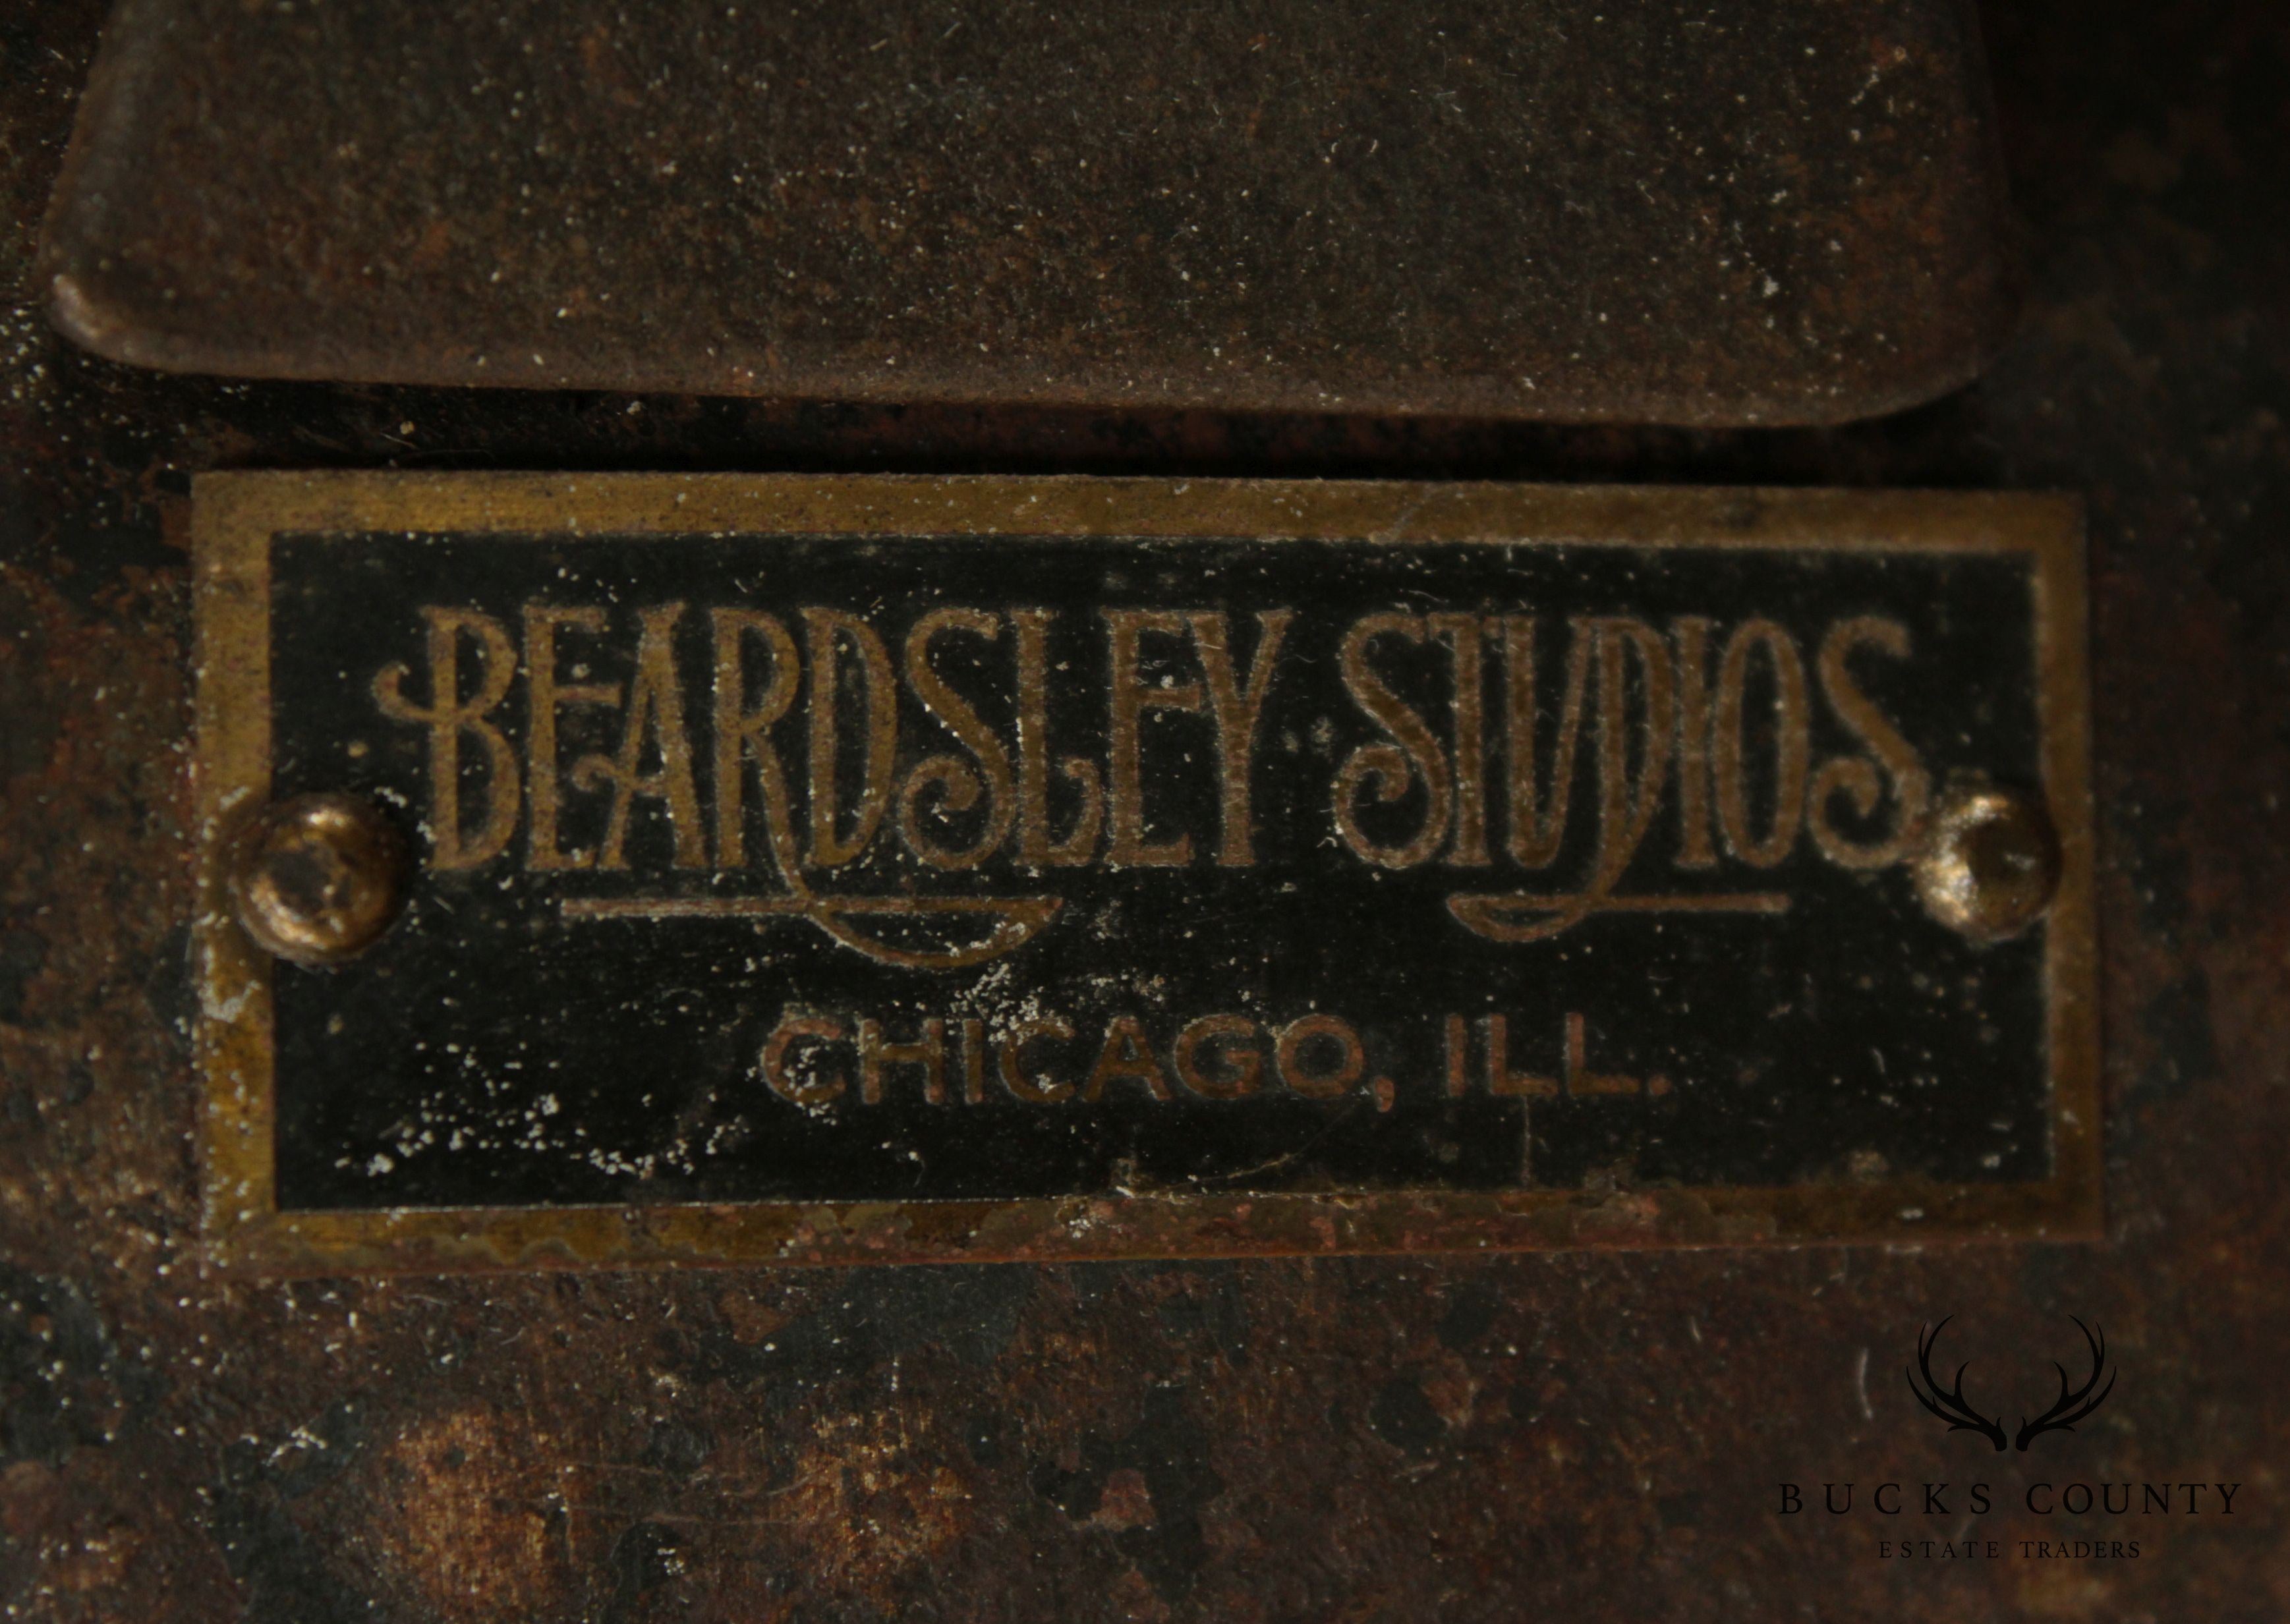 BEARDSLEY STUDIOS
CHICAGO, ILL.
BUCKS COUNTY
ESTATE TRADERS